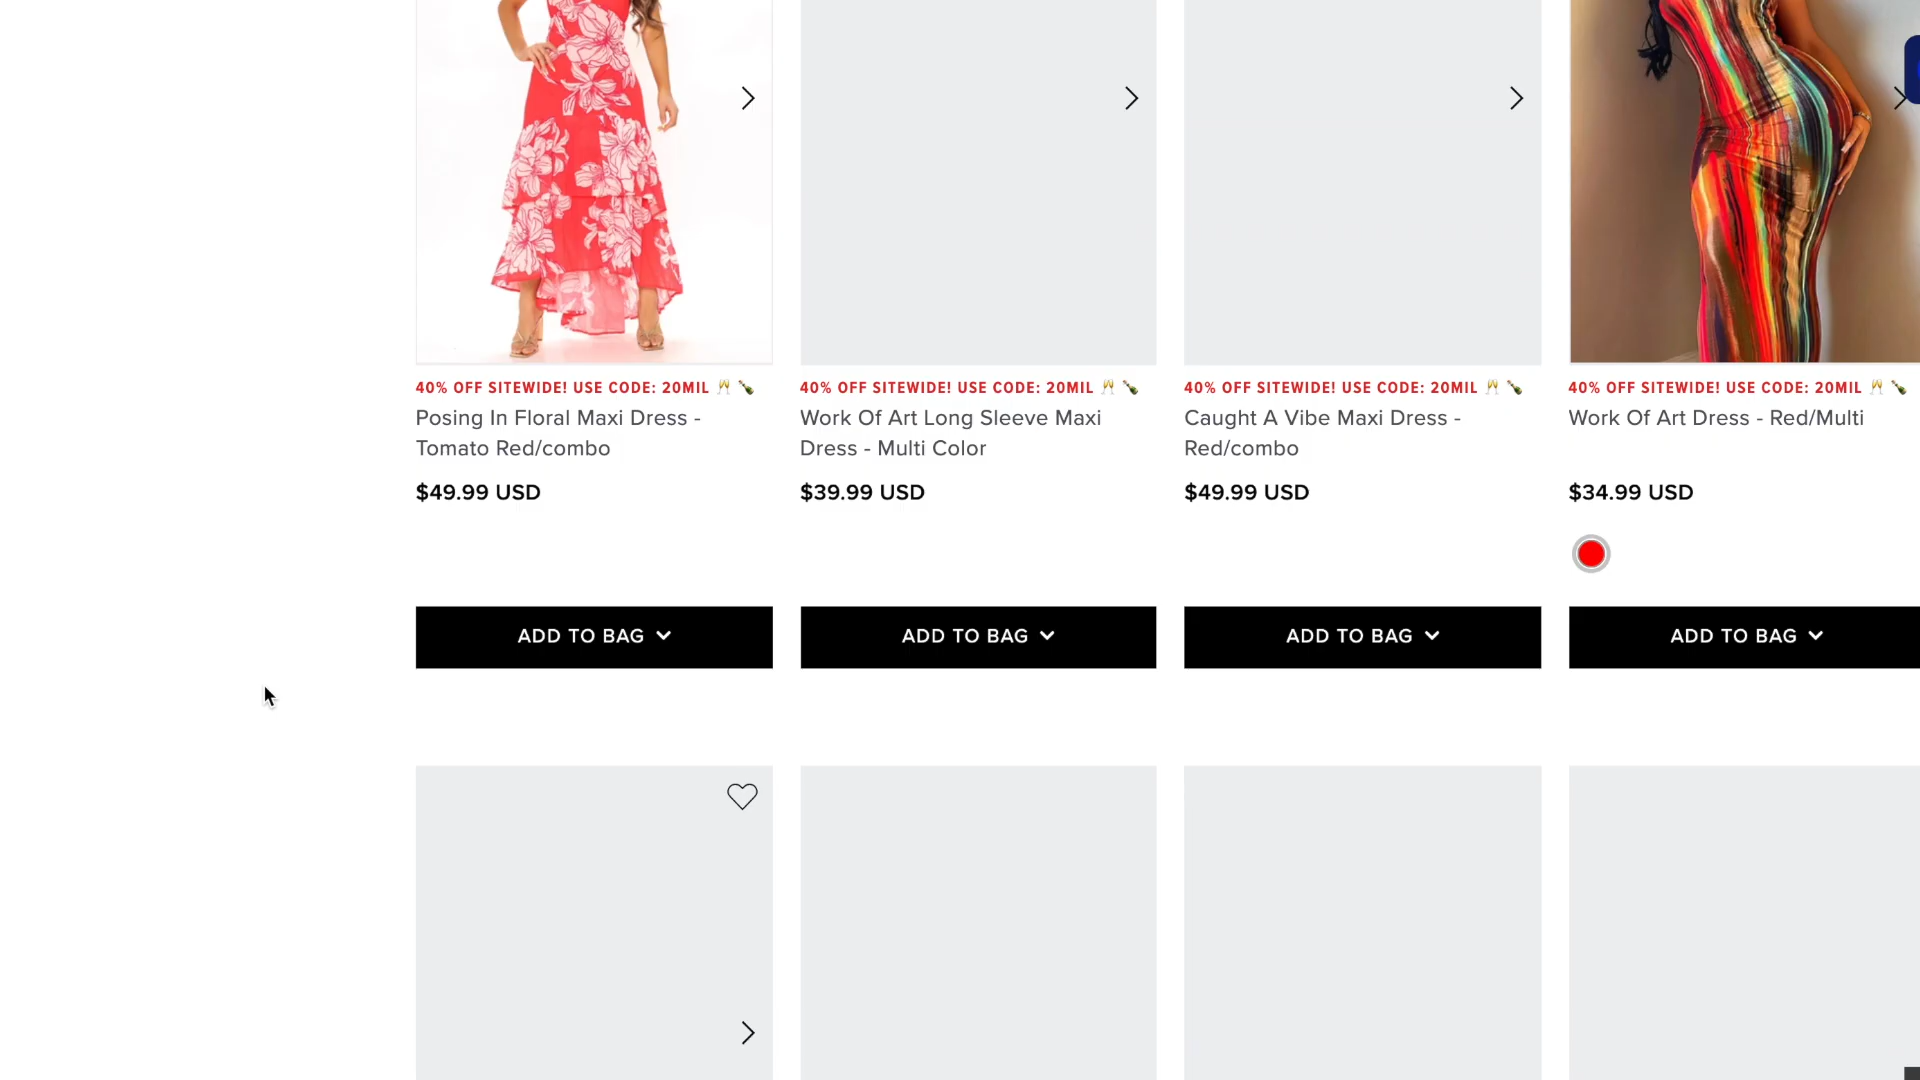 40% OFF SITEWIDE! USE CODE: 20MIL 🥂 🍾
Posing In Floral Maxi Dress -
Tomato Red/combo
$49.99 USD
ADD TO BAG
40% OFF SITEWIDE! USE CODE: 20MIL 🥂 🍾
Work Of Art Long Sleeve Maxi
Dress - Multi Color
$39.99 USD
ADD TO BAG
40% OFF SITEWIDE! USE CODE: 20MIL 🥂 🍾
Caught A Vibe Maxi Dress -
Red/combo
$49.99 USD
ADD TO BAG
40% OFF SITEWIDE! USE CODE: 20MIL 🥂 🍾
Work Of Art Dress - Red/Multi
$34.99 USD
ADD TO BAG